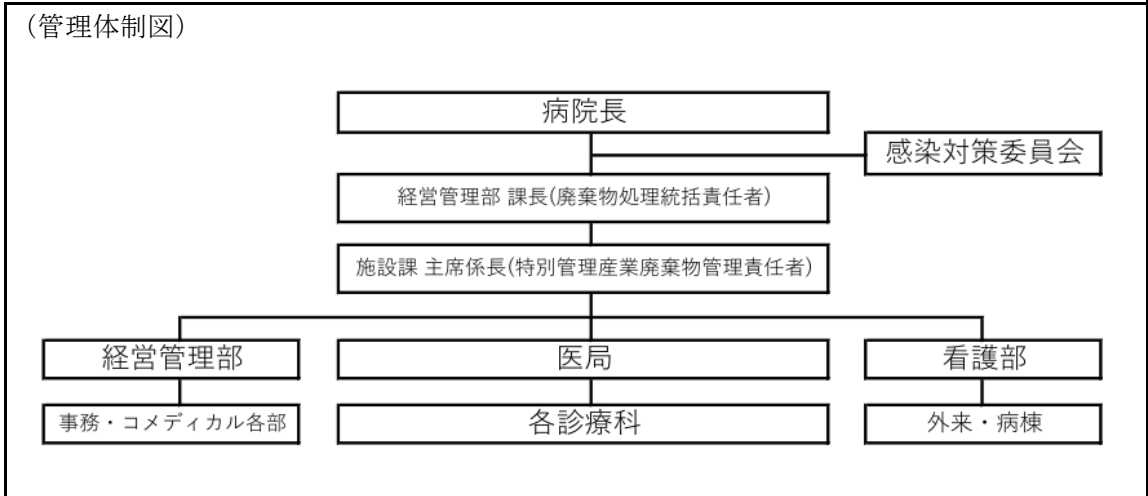 （管理体制図）
病院長
感染対策委員会
経営管理部 課長(廃棄物処理統括責任者)
施設課 主席係長(特別管理産業廃棄物管理責任者)
経営管理部
医局
看護部
事務・コメディカル各部
各診療科
外来・病棟